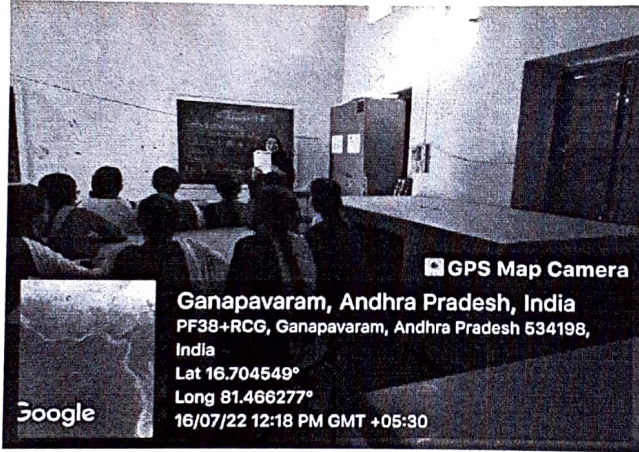 GPS Map Camera
Ganapavaram, Andhra Pradesh, India
PF38+RCG, Ganapavaram, Andhra Pradesh 534198,
India
Lat 16.704549°
Long 81.466277°
16/07/22 12:18 PM GMT +05:30
Google